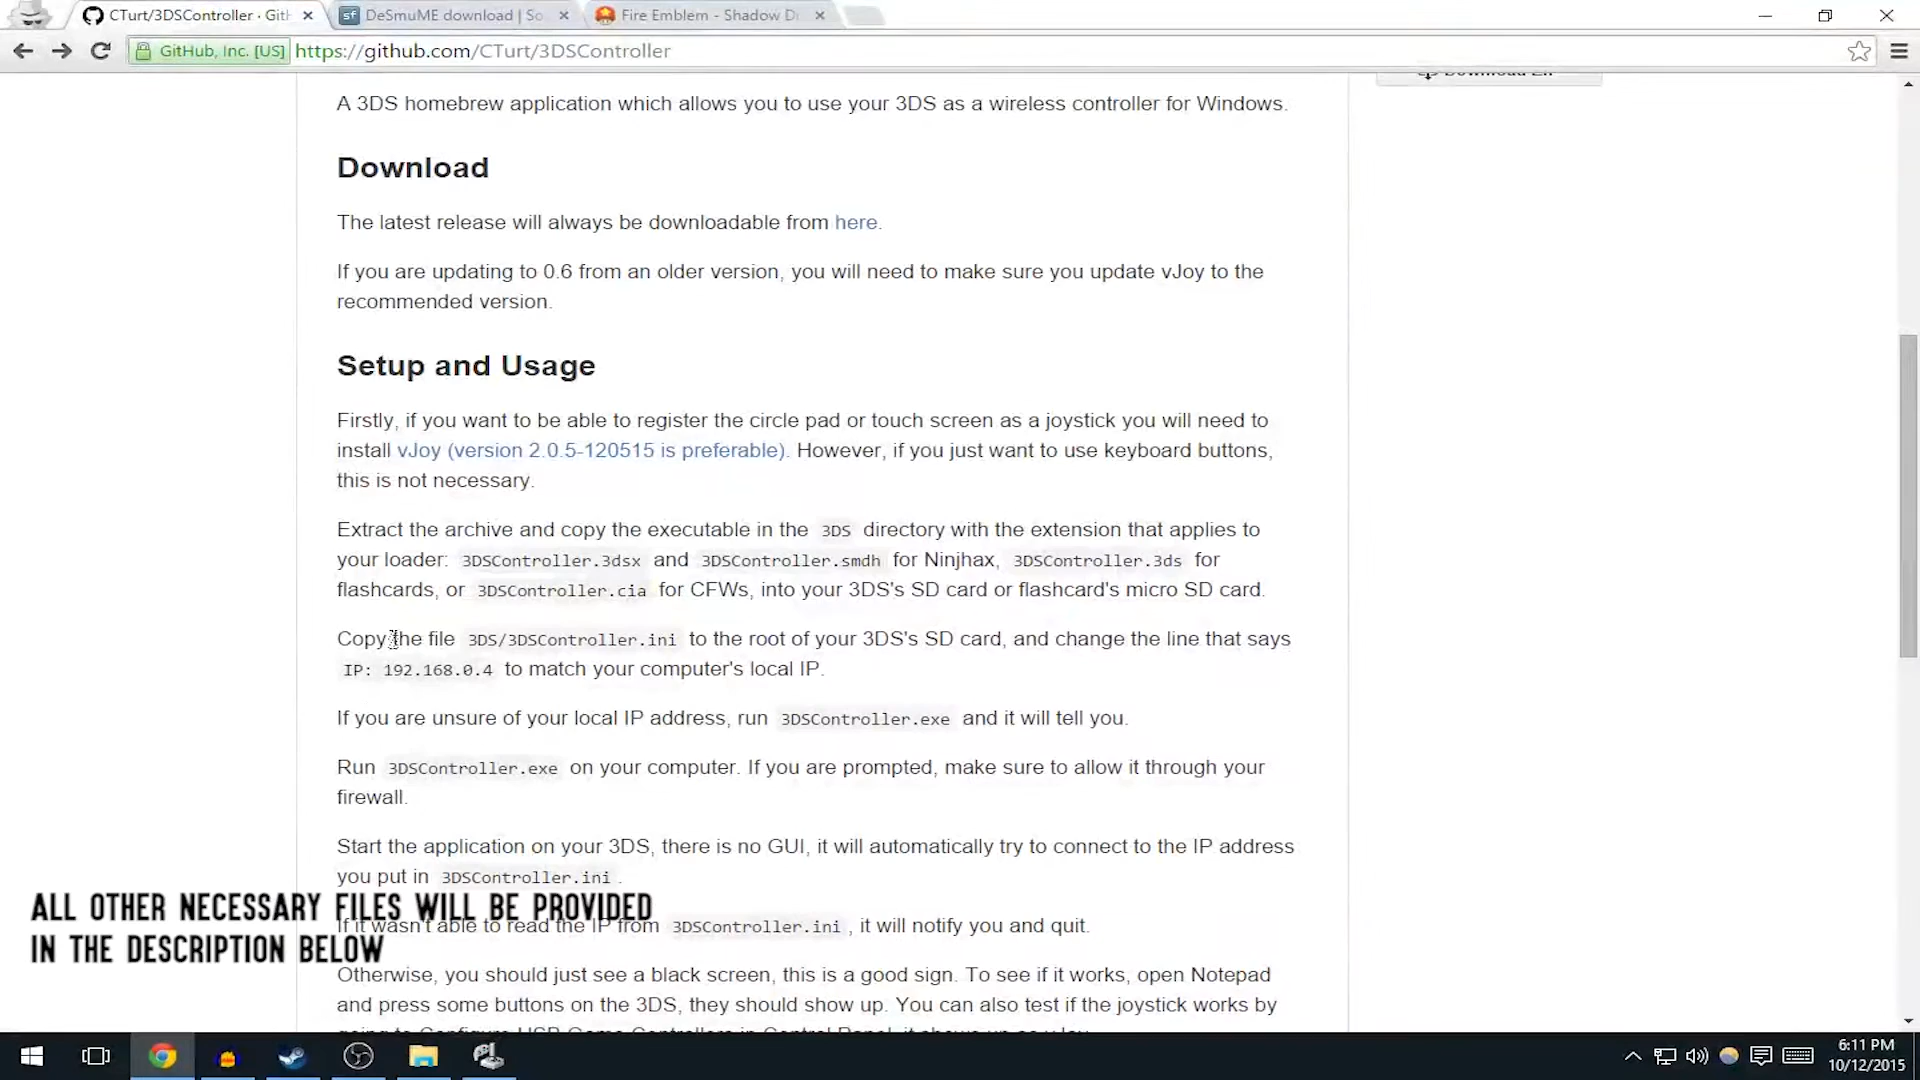 CTurt/3DSController · GitH
DeSmuME download | So
Fire Emblem - Shadow Dr
GitHub, Inc. [US] https://github.com/CTurt/3DSController
A 3DS homebrew application which allows you to use your 3DS as a wireless controller for Windows.
Download
The latest release will always be downloadable from here.
If you are updating to 0.6 from an older version, you will need to make sure you update vJoy to the
recommended version.
Setup and Usage
Firstly, if you want to be able to register the circle pad or touch screen as a joystick you will need to
install vJoy (version 2.0.5-120515 is preferable). However, if you just want to use keyboard buttons,
this is not necessary.
Extract the archive and copy the executable in the 3DS directory with the extension that applies to
your loader: 3DSController.3dsx and 3DSController.smdh for Ninjhax, 3DSController.3ds for
flashcards, or 3DSController.cia for CFWs, into your 3DS's SD card or flashcard's micro SD card.
Copy the file 3DS/3DSController.ini to the root of your 3DS's SD card, and change the line that says
IP: 192.168.0.4 to match your computer's local IP.
If you are unsure of your local IP address, run 3DSController.exe and it will tell you.
Run 3DSController.exe on your computer. If you are prompted, make sure to allow it through your
firewall.
Start the application on your 3DS, there is no GUI, it will automatically try to connect to the IP address
you put in 3DSController.ini.
ALL OTHER NECESSARY FILES WILL BE PROVIDED
IN THE DESCRIPTION BELOW
If it wasn't able to read the IP from 3DSController.ini, it will notify you and quit.
Otherwise, you should just see a black screen, this is a good sign. To see if it works, open Notepad
and press some buttons on the 3DS, they should show up. You can also test if the joystick works by
6:11 PM
10/12/2015